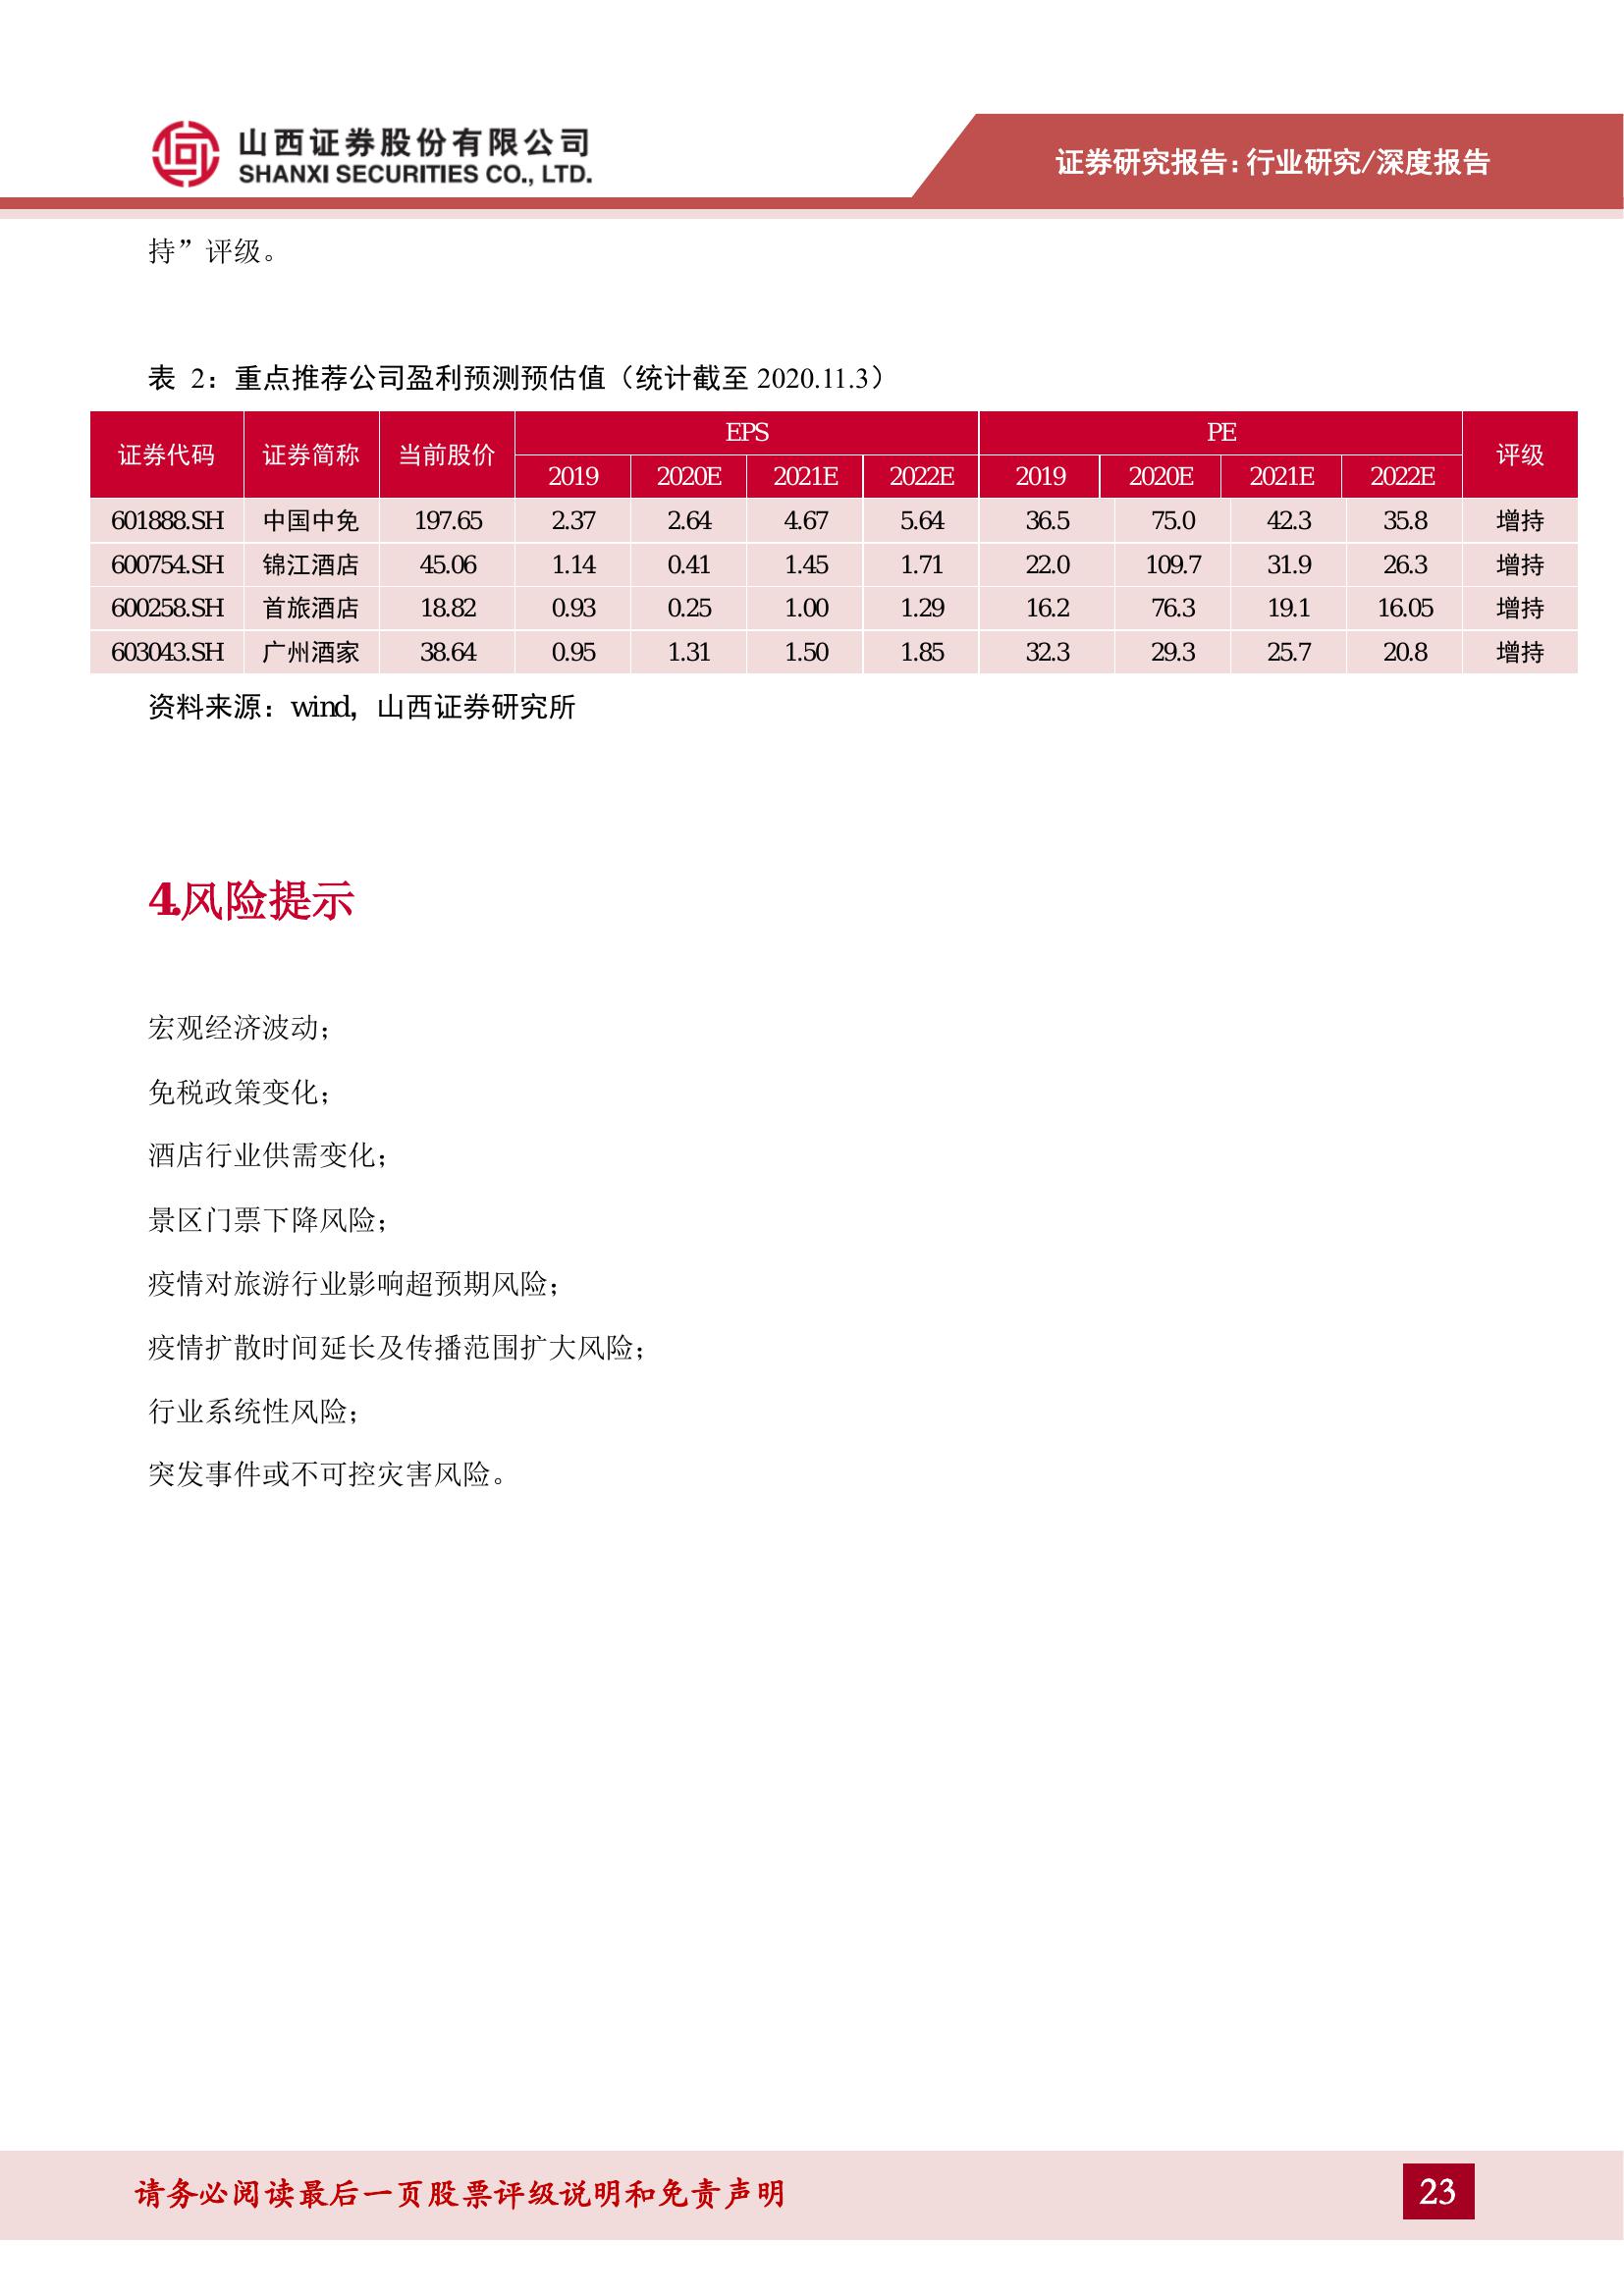 山西证券股份有限公司
SHANXI SECURITIES CO., LTD.
证券研究报告：行业研究/深度报告
持”评级。
表 2：重点推荐公司盈利预测预估值（统计截至 2020.11.3）
证券代码 证券简称 当前股价 EPS PE 评级
2019 2020E 2021E 2022E 2019 2020E 2021E 2022E
601888.SH 中国中免 197.65 2.37 2.64 4.67 5.64 36.5 75.0 42.3 35.8 增持
600754.SH 锦江酒店 45.06 1.14 0.41 1.45 1.71 22.0 109.7 31.9 26.3 增持
600258.SH 首旅酒店 18.82 0.93 0.25 1.00 1.29 16.2 76.3 19.1 16.05 增持
603043.SH 广州酒家 38.64 0.95 1.31 1.50 1.85 32.3 29.3 25.7 20.8 增持
资料来源：wind，山西证券研究所
4.风险提示
宏观经济波动；
免税政策变化；
酒店行业供需变化；
景区门票下降风险；
疫情对旅游行业影响超预期风险；
疫情扩散时间延长及传播范围扩大风险；
行业系统性风险；
突发事件或不可控灾害风险。
请务必阅读最后一页股票评级说明和免责声明
23